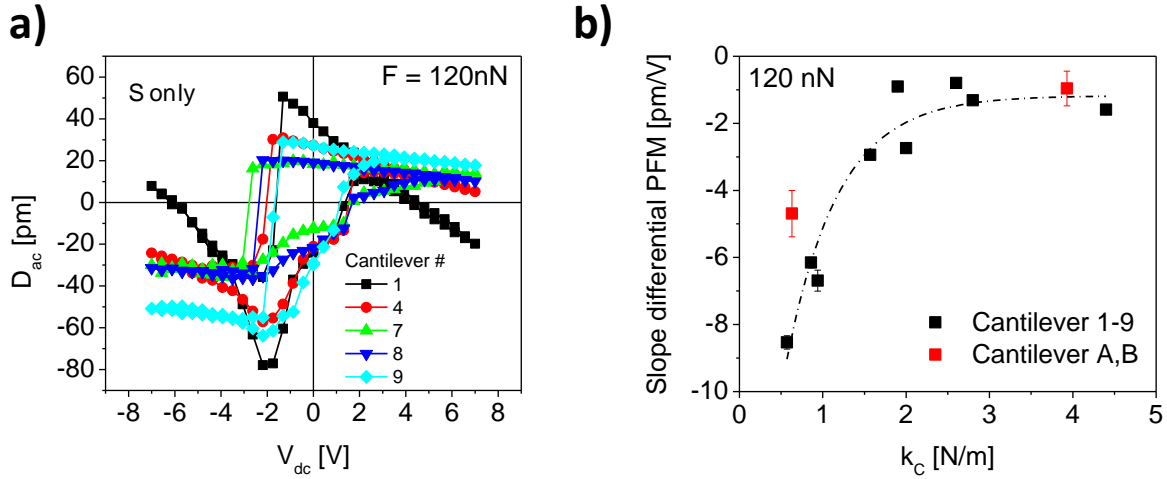 a)
S only
F = 120nN
60
40
20
0
-20
-40
-60
-80
D_ac [pm]
-8 -6 -4 -2 0 2 4 6 8
V_dc [V]
Cantilever #
1
4
7
8
9
b)
120 nN
0
-2
-4
-6
-8
-10
Slope differential PFM [pm/V]
0 1 2 3 4 5
k_C [N/m]
Cantilever 1-9
Cantilever A,B